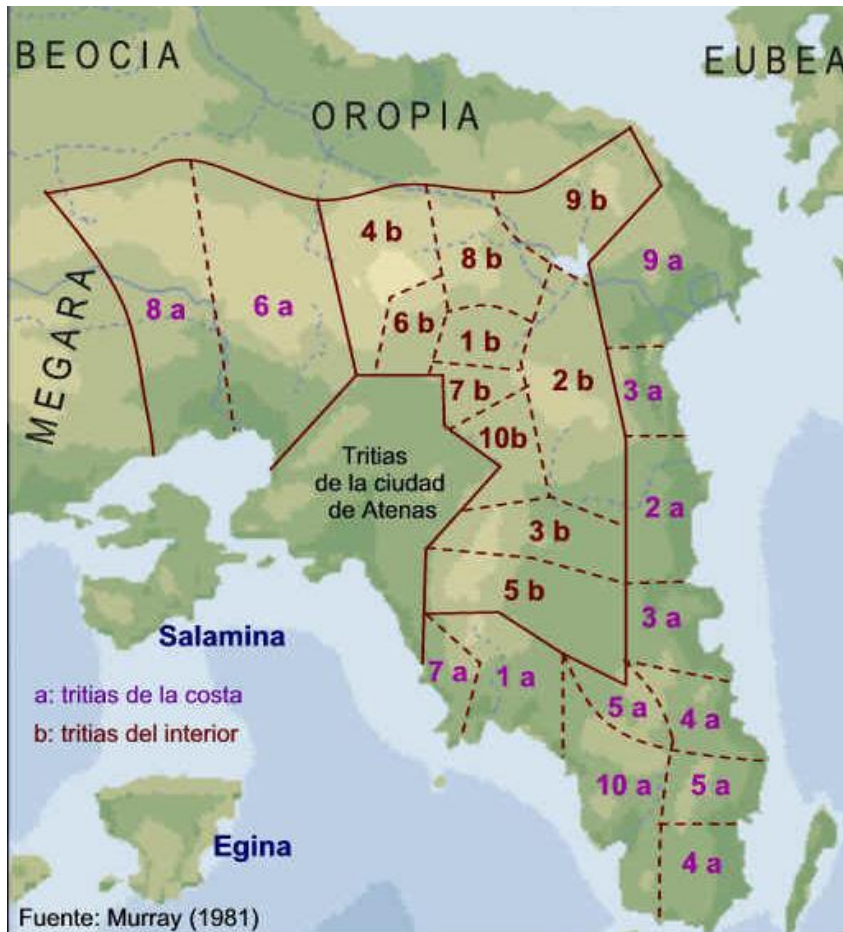 BEOCIA
EUBEA
OROPIA
9 b
4 b
8 b
9 a
8 a
6 a
6 b
1 b
MEGARA
7 b
2 b
3 a
10b
Tritias
de la ciudad
de Atenas
2 a
3 b
5 b
3 a
Salamina
7 a
1 a
a: tritias de la costa
5 a
4 a
b: tritias del interior
10 a
5 a
Egina
4 a
Fuente: Murray (1981)